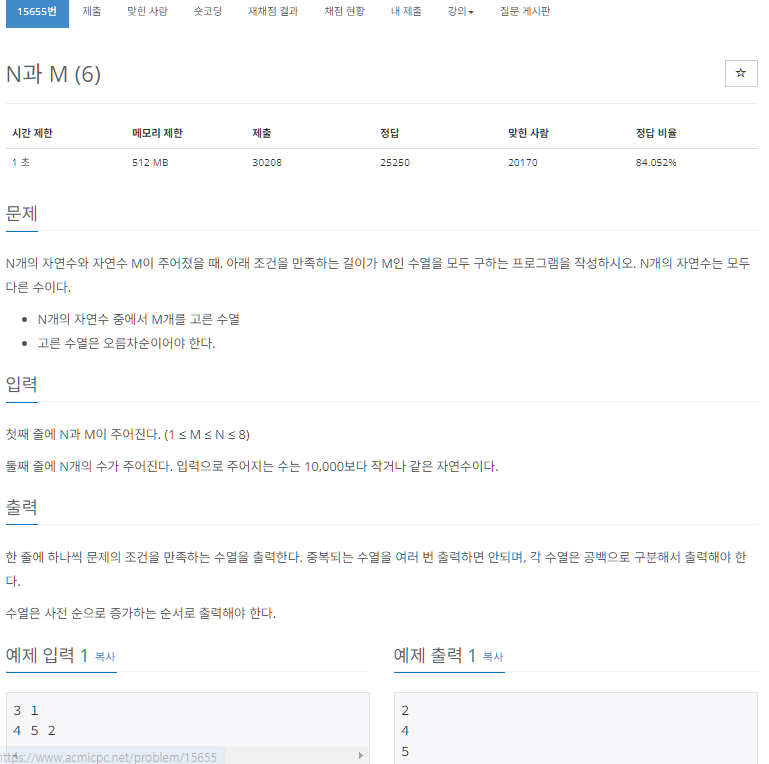 15655번 제출 맞힌 사람 숏코딩 재채점 결과 채점 현황 내 제출 강의 질문 게시판
N과 M (6)
시간 제한 메모리 제한 제출 정답 맞힌 사람 정답 비율
1 초 512 MB 30208 25250 20170 84.052%
문제
N개의 자연수와 자연수 M이 주어졌을 때, 아래 조건을 만족하는 길이가 M인 수열을 모두 구하는 프로그램을 작성하시오. N개의 자연수는 모두
다른 수이다.
N개의 자연수 중에서 M개를 고른 수열
고른 수열은 오름차순이어야 한다.
입력
첫째 줄에 N과 M이 주어진다. (1 ≤ M ≤ N ≤ 8)
둘째 줄에 N개의 수가 주어진다. 입력으로 주어지는 수는 10,000보다 작거나 같은 자연수이다.
출력
한 줄에 하나씩 문제의 조건을 만족하는 수열을 출력한다. 중복되는 수열을 여러 번 출력하면 안되며, 각 수열은 공백으로 구분해서 출력해야 한
다.
수열은 사전 순으로 증가하는 순서로 출력해야 한다.
예제 입력 1 복사
3 1
4 5 2
예제 출력 1 복사
2
4
5
https://www.acmicpc.net/problem/15655